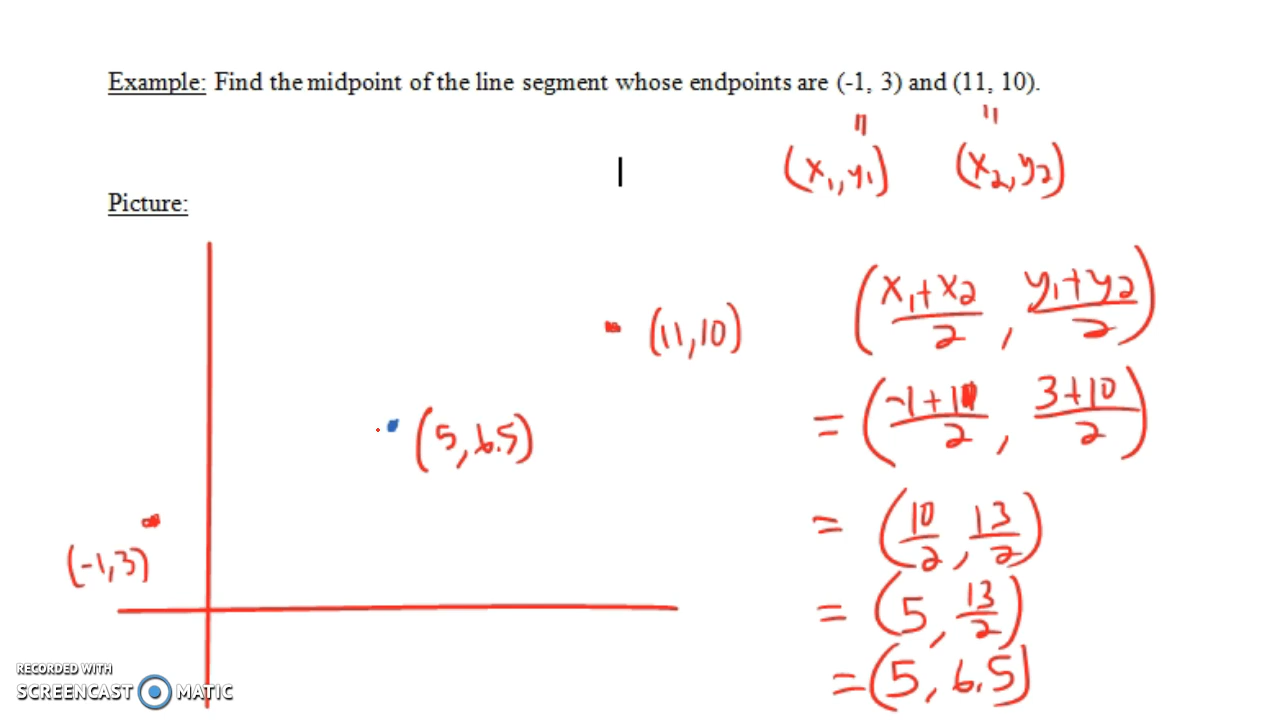 Example: Find the midpoint of the line segment whose endpoints are (-1, 3) and (11, 10).
" "
(x₁, y₁) (x₂, y₂)
Picture:
(11, 10)
(5, 6.5)
(-1, 3)
(x₁+x₂/2, y₁+y₂/2)
= (-1+11/2, 3+10/2)
= (10/2, 13/2)
= (5, 13/2)
= (5, 6.5)
RECORDED WITH
SCREENCAST MATIC